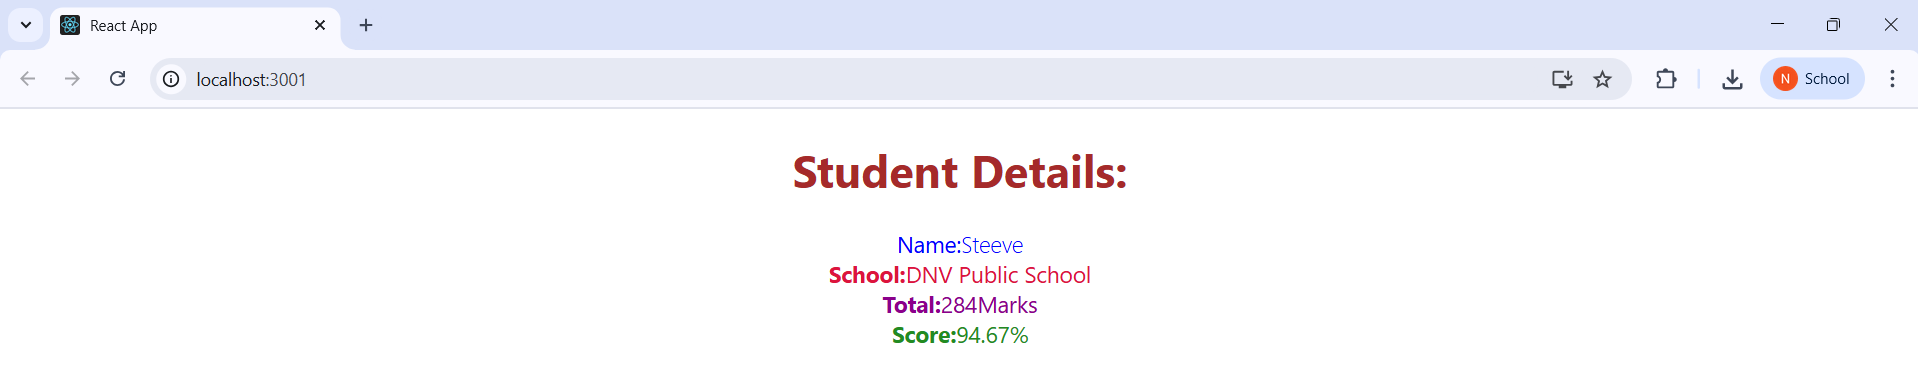 React App
localhost:3001
N School
Student Details:
Name:Steeve
School:DNV Public School
Total:284Marks
Score:94.67%